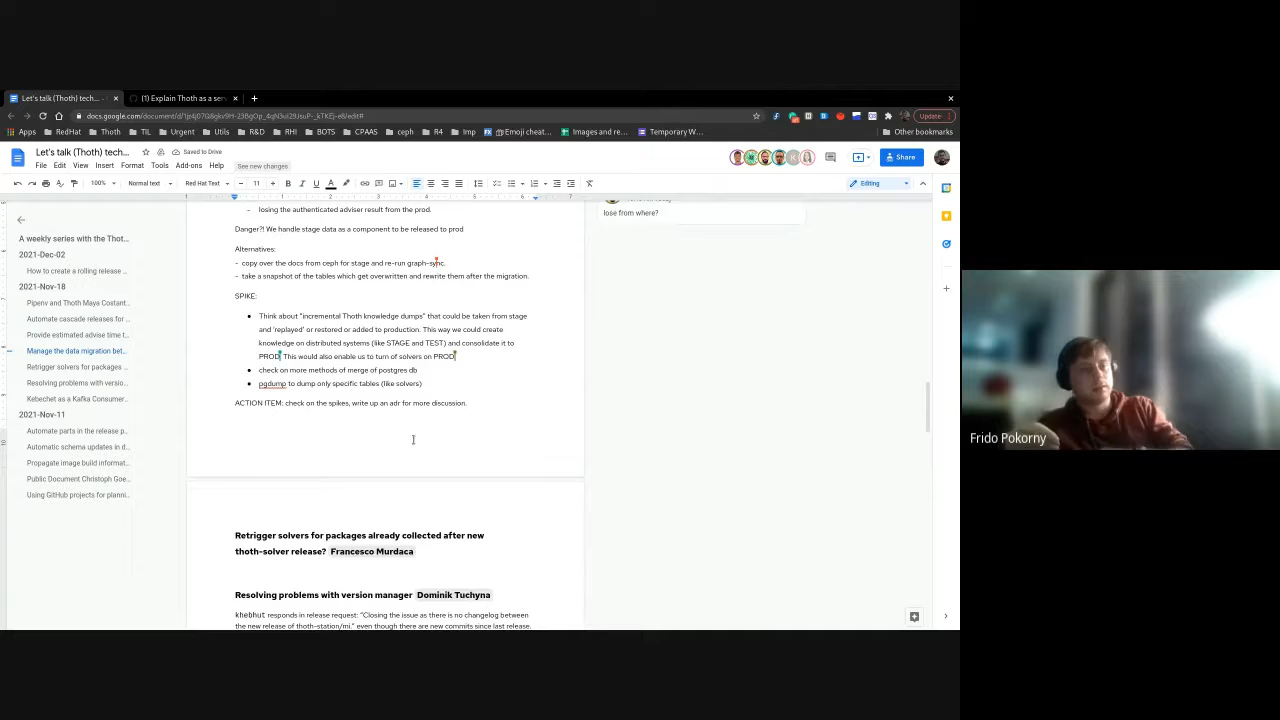 Let's talk (Thoth) tech...
(1) Explain Thoth as a serv
Update
Apps
RedHat
Thoth
TIL
Urgent
Utils
R&D
RHI
BOTS
CPAAS
ceph
R4
Imp
Emoji cheat...
Images and re...
Temporary W...
Other bookmarks
Let's talk (Thoth) tech...
Saved to Drive
File Edit View Insert Format Tools Add-ons Help
See new changes
Share
100%
Normal text
Red Hat Text
11
Editing
A weekly series with the Thot...
2021-Dec-02
How to create a rolling release ...
2021-Nov-18
Pipenv and Thoth Maya Costant...
Automate cascade releases for ...
Provide estimated advise time t...
Manage the data migration bet...
Retrigger solvers for packages ...
Resolving problems with versio...
Kebechet as a Kafka Consumer...
2021-Nov-11
Automate parts in the release p...
Automatic schema updates in d...
Propagate image build informat...
Public Document Christoph Goe...
Using GitHub projects for planni...
- losing the authenticated adviser result from the prod.
Danger?! We handle stage data as a component to be released to prod
Alternatives:
- copy over the docs from ceph for stage and re-run graph-sync.
- take a snapshot of the tables which get overwritten and rewrite them after the migration.
SPIKE:
● Think about "incremental Thoth knowledge dumps" that could be taken from stage
and 'replayed' or restored or added to production. This way we could create
knowledge on distributed systems (like STAGE and TEST) and consolidate it to
PROD. This would also enable us to turn of solvers on PROD
● check on more methods of merge of postgres db
● pgdump to dump only specific tables (like solvers)
ACTION ITEM: check on the spikes, write up an adr for more discussion.
Retrigger solvers for packages already collected after new
thoth-solver release? Francesco Murdaca
Resolving problems with version manager Dominik Tuchyna
khebhut responds in release request: "Closing the issue as there is no changelog between
the new release of thoth-station/mi." even though there are new commits since last release.
lose from where?
Frido Pokorny